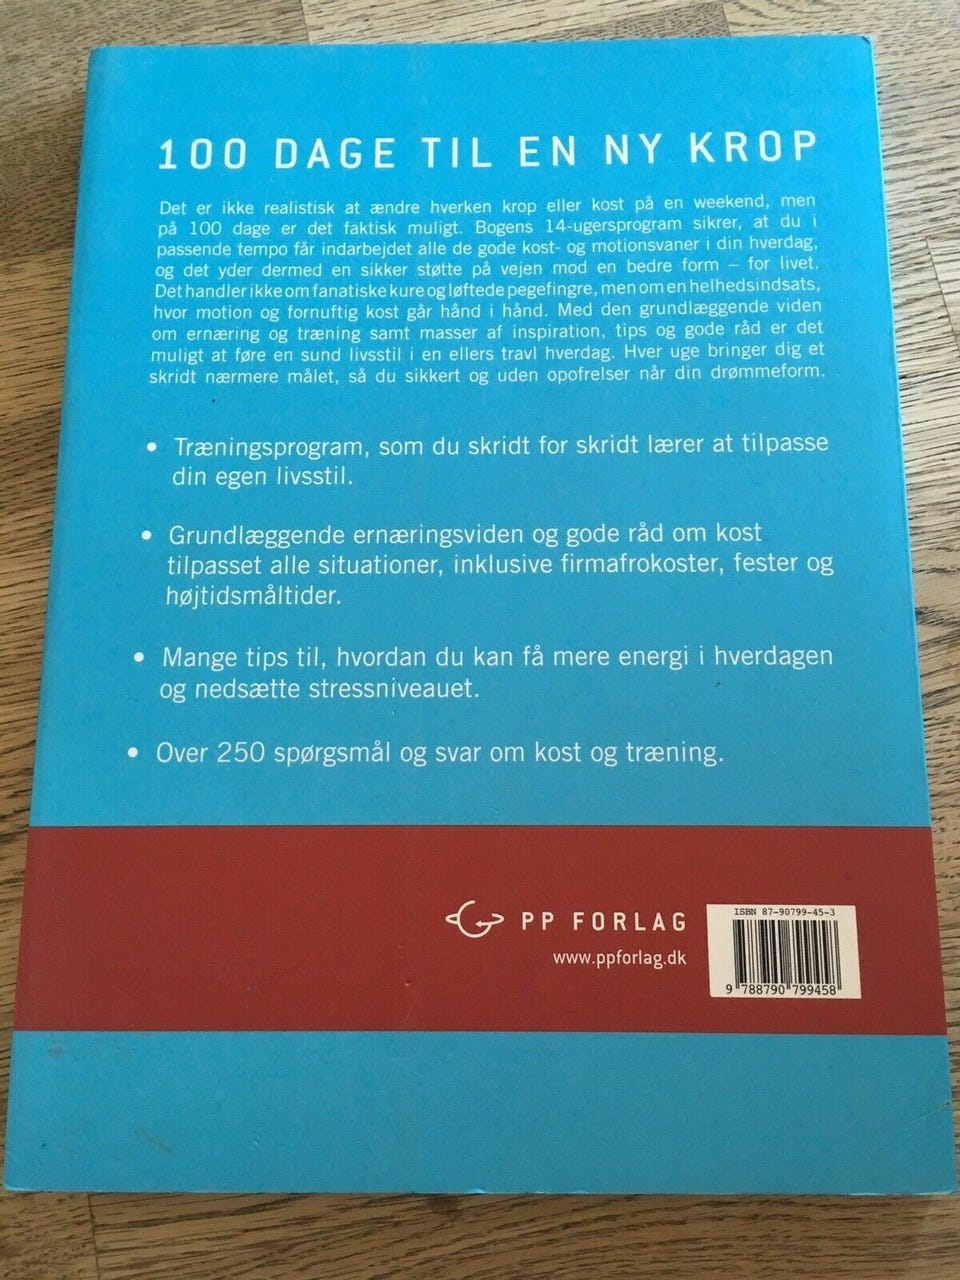 100 DAGE TIL EN NY KROP
Det er ikke realistisk at ændre hverken krop eller kost på en weekend, men
på 100 dage er det faktisk muligt. Bogens 14-ugersprogram sikrer, at du i
passende tempo får indarbejdet alle de gode kost- og motionsvaner i din hverdag,
og det yder dermed en sikker støtte på vejen mod en bedre form – for livet.
Det handler ikke om fanatiske kure og løftede pegefingre, men om en helhedsindsats,
hvor motion og fornuftig kost går hånd i hånd. Med den grundlæggende viden
om ernæring og træning samt masser af inspiration, tips og gode råd er det
muligt at føre en sund livsstil i en ellers travl hverdag. Hver uge bringer dig et
skridt nærmere målet, så du sikkert og uden opofrelser når din drømmeform.
• Træningsprogram, som du skridt for skridt lærer at tilpasse
din egen livsstil.
• Grundlæggende ernæringsviden og gode råd om kost
tilpasset alle situationer, inklusive firmafrokoster, fester og
højtidsmåltider.
• Mange tips til, hvordan du kan få mere energi i hverdagen
og nedsætte stressniveauet.
• Over 250 spørgsmål og svar om kost og træning.
PP FORLAG
www.ppforlag.dk
ISBN 87-90799-45-3
9 788790 799458